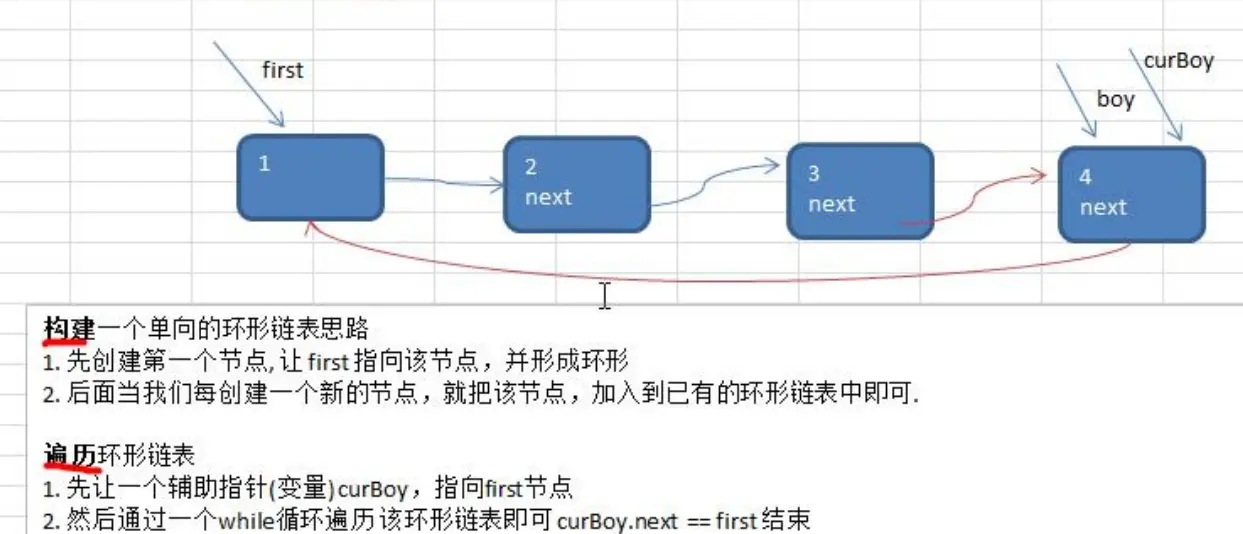 first
curBoy
boy
1
2
next
3
next
4
next
构建一个单向的环形链表思路
1. 先创建第一个节点, 让 first 指向该节点，并形成环形
2. 后面当我们每创建一个新的节点，就把该节点，加入到已有的环形链表中即可.
遍历环形链表
1. 先让一个辅助指针(变量) curBoy，指向first节点
2. 然后通过一个while循环遍历该环形链表即可 curBoy.next == first 结束